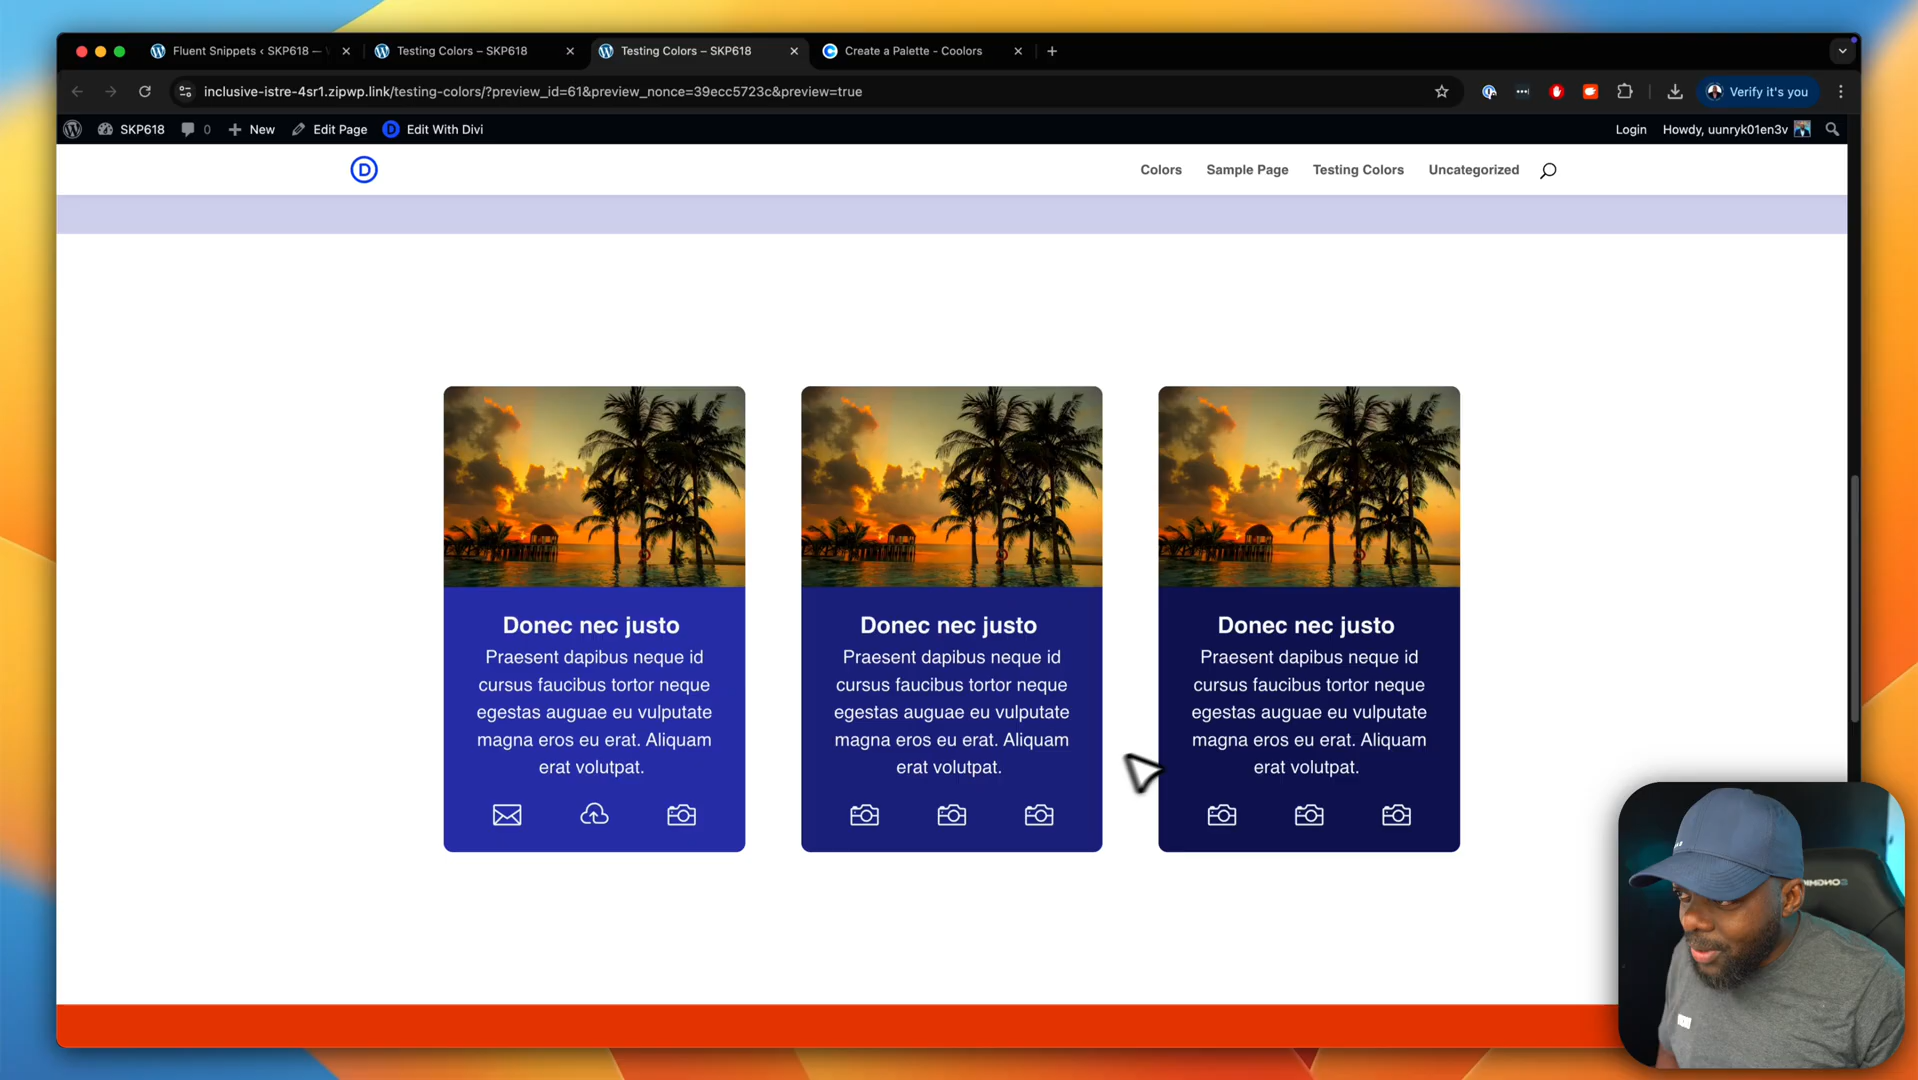 Fluent Snippets ‹ SKP618 —
Testing Colors – SKP618
Testing Colors – SKP618
Create a Palette - Coolors
inclusive-istre-4sr1.zipwp.link/testing-colors/?preview_id=61&preview_nonce=39ecc5723c&preview=true
Verify it's you
SKP618
0
New
Edit Page
D
Edit With Divi
Login
Howdy, uunryk01en3v
D
Colors
Sample Page
Testing Colors
Uncategorized
Donec nec justo
Praesent dapibus neque id
cursus faucibus tortor neque
egestas auguae eu vulputate
magna eros eu erat. Aliquam
erat volutpat.
Donec nec justo
Praesent dapibus neque id
cursus faucibus tortor neque
egestas auguae eu vulputate
magna eros eu erat. Aliquam
erat volutpat.
Donec nec justo
Praesent dapibus neque id
cursus faucibus tortor neque
egestas auguae eu vulputate
magna eros eu erat. Aliquam
erat volutpat.